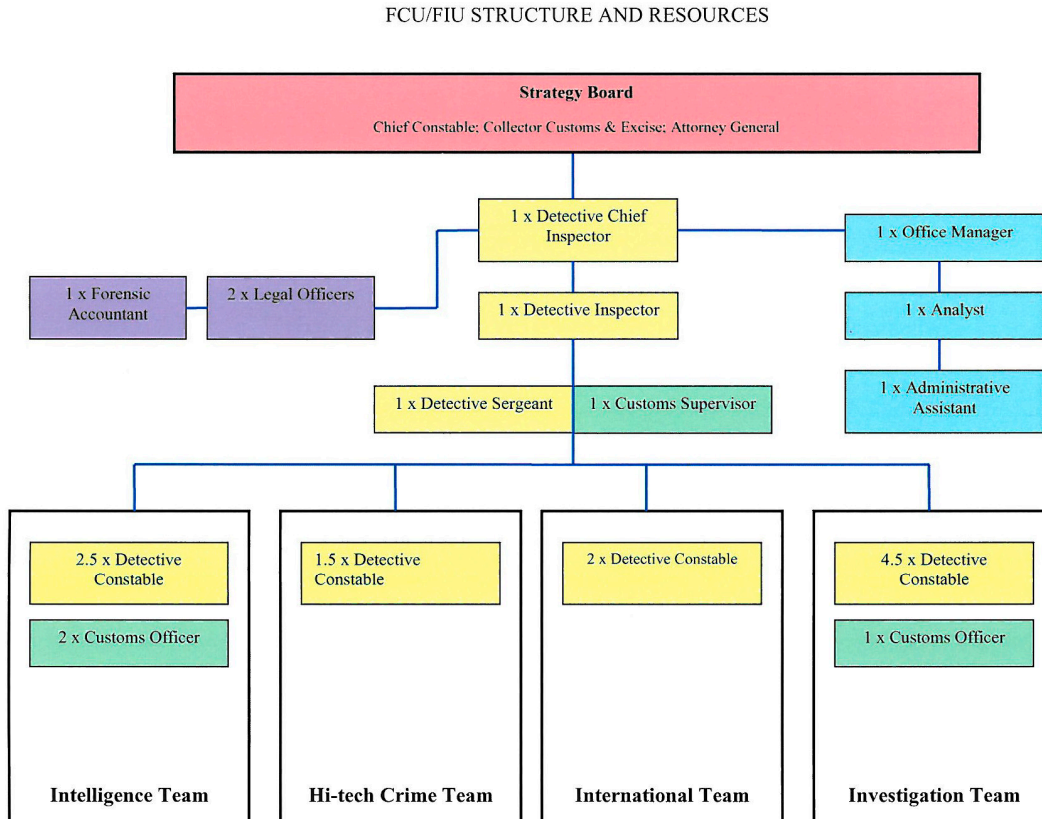 FCU/FIU STRUCTURE AND RESOURCES
Strategy Board
Chief Constable; Collector Customs & Excise; Attorney General
1 x Detective Chief
Inspector
1 x Office Manager
1 x Forensic
Accountant
2 x Legal Officers
1 x Detective Inspector
1 x Analyst
1 x Detective Sergeant
1 x Customs Supervisor
1 x Administrative
Assistant
2.5 x Detective
Constable
2 x Customs Officer
Intelligence Team
1.5 x Detective
Constable
Hi-tech Crime Team
2 x Detective Constable
International Team
4.5 x Detective
Constable
1 x Customs Officer
Investigation Team